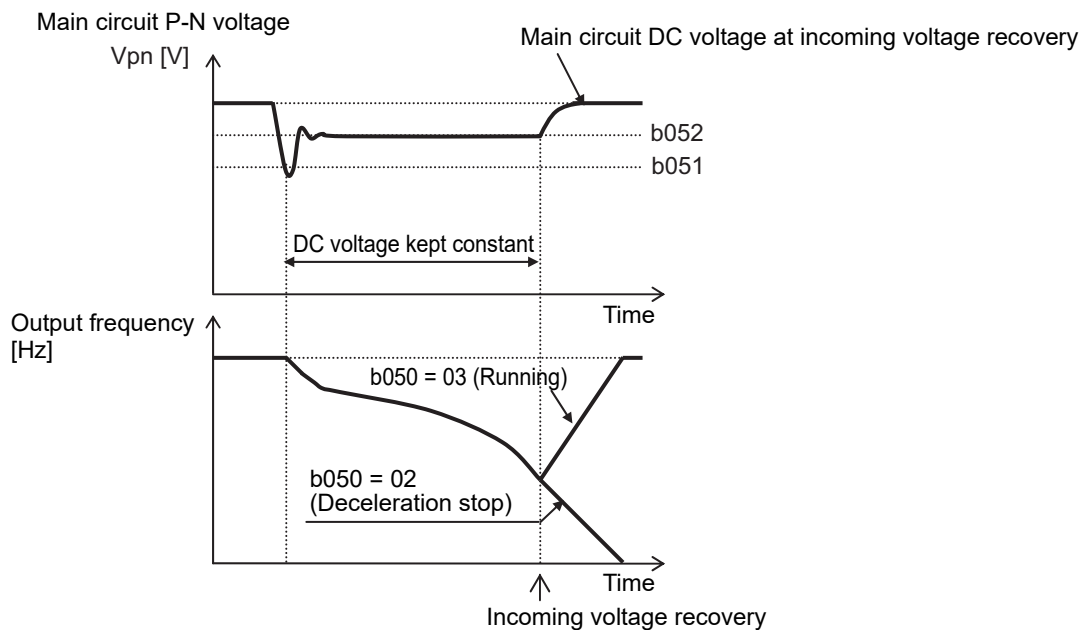 Main circuit P-N voltage
Vpn [V]
Main circuit DC voltage at incoming voltage recovery
b052
b051
DC voltage kept constant
Time
Output frequency
[Hz]
b050 = 03 (Running)
b050 = 02
(Deceleration stop)
Time
Incoming voltage recovery